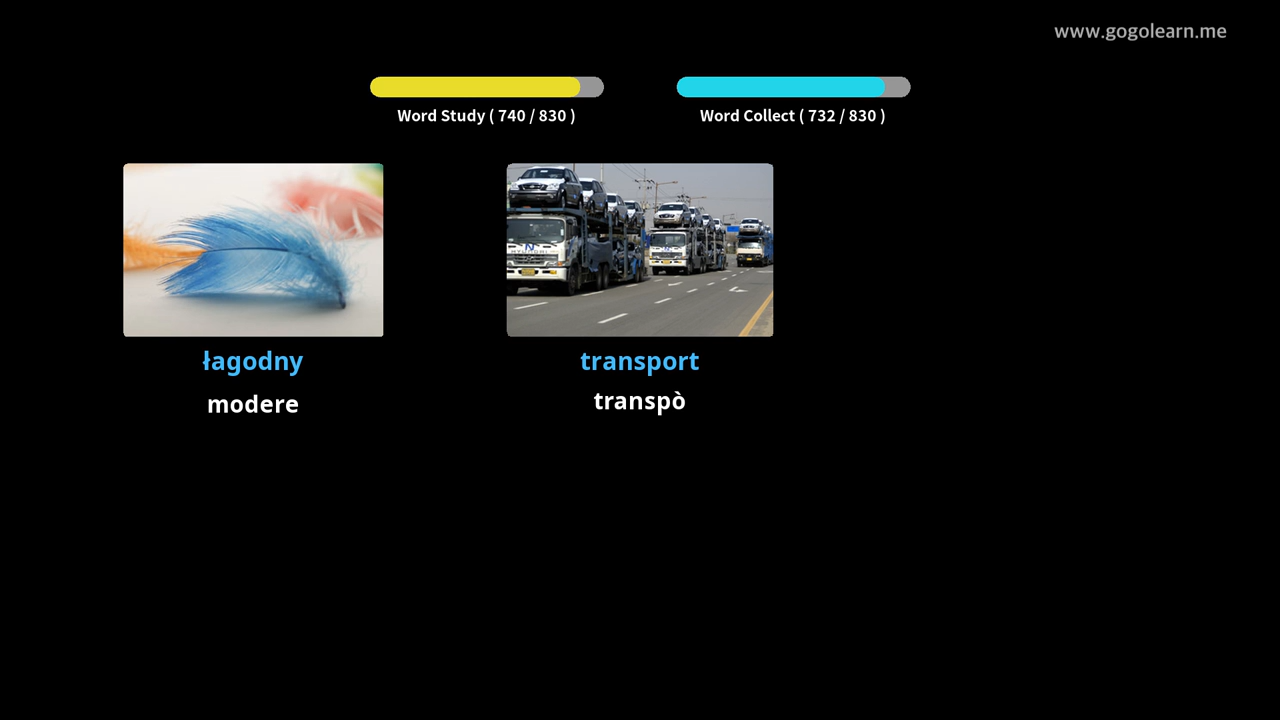 www.gogolearn.me
Word Study ( 740 / 830 )
Word Collect ( 732 / 830 )
łagodny
transport
modere
transpò